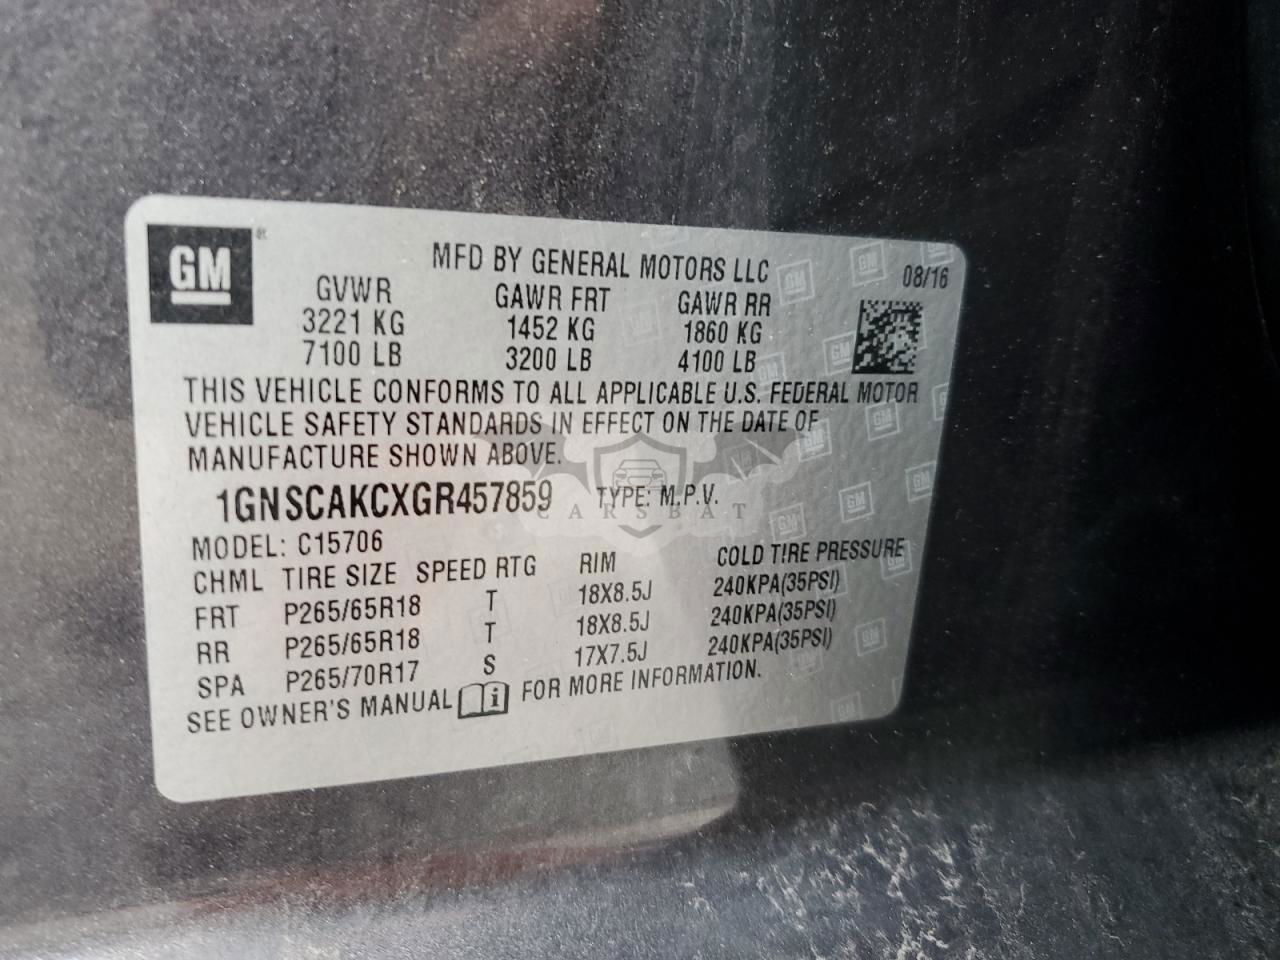 GM
MFD BY GENERAL MOTORS LLC
08/16
GVWR GAWR FRT GAWR RR
3221 KG 1452 KG 1860 KG
7100 LB 3200 LB 4100 LB
THIS VEHICLE CONFORMS TO ALL APPLICABLE U.S. FEDERAL MOTOR
VEHICLE SAFETY STANDARDS IN EFFECT ON THE DATE OF
MANUFACTURE SHOWN ABOVE.
1GNSCAKCXGR457859 TYPE: M.P.V.
CARSBAT
MODEL: C15706
CHML TIRE SIZE SPEED RTG RIM COLD TIRE PRESSURE
FRT P265/65R18 T 18X8.5J 240KPA(35PSI)
RR P265/65R18 T 18X8.5J 240KPA(35PSI)
SPA P265/70R17 S 17X7.5J 240KPA(35PSI)
SEE OWNER'S MANUAL i FOR MORE INFORMATION.